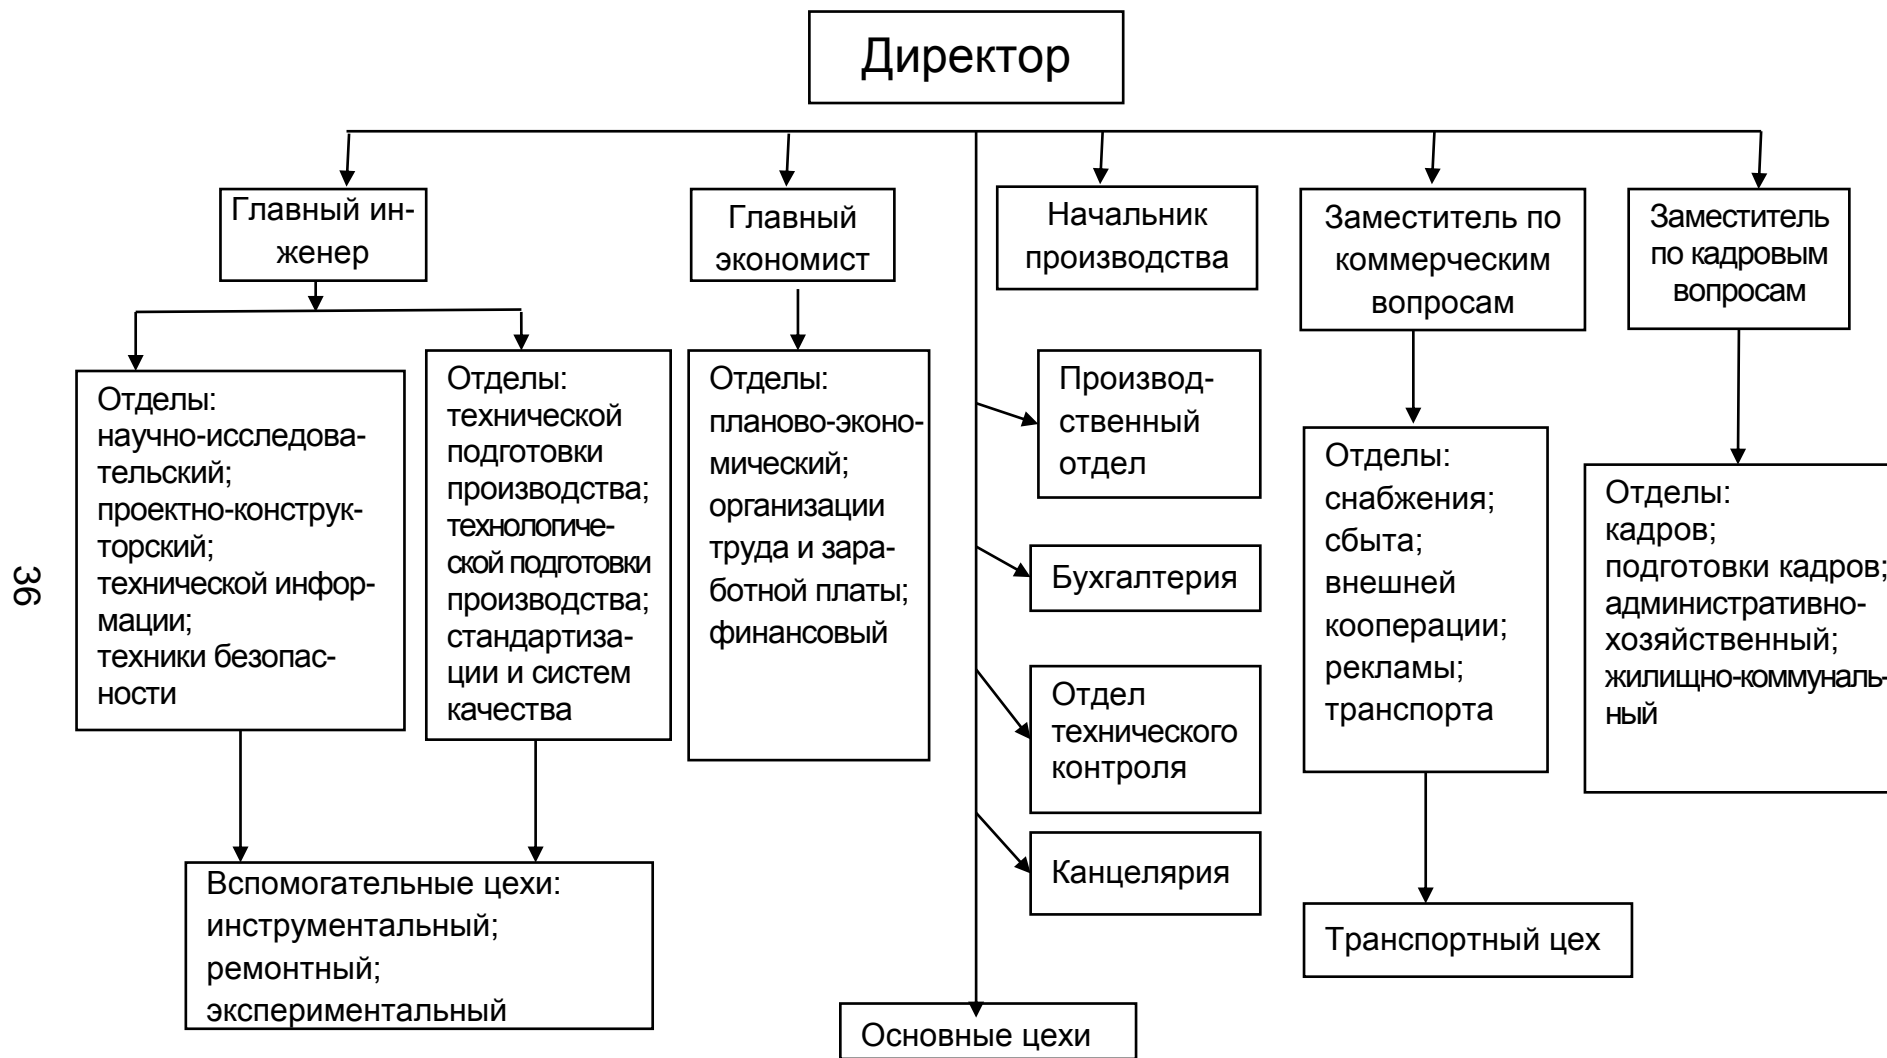 Директор
Главный ин-
женер
Главный
экономист
Начальник
производства
Заместитель по
коммерческим
вопросам
Заместитель
по кадровым
вопросам
Отделы:
научно-исследова-
тельский;
проектно-конструк-
торский;
технической инфор-
мации;
техники безопас-
ности
Отделы:
технической
подготовки
производства;
технологиче-
ской подготовки
производства;
стандартиза-
ции и систем
качества
Отделы:
планово-эконо-
мический;
организации
труда и зара-
ботной платы;
финансовый
Производ-
ственный
отдел
Бухгалтерия
Отдел
технического
контроля
Канцелярия
Отделы:
снабжения;
сбыта;
внешней
кооперации;
рекламы;
транспорта
Отделы:
кадров;
подготовки кадров;
административно-
хозяйственный;
жилищно-коммуналь-
ный
Вспомогательные цехи:
инструментальный;
ремонтный;
экспериментальный
Основные цехи
Транспортный цех
36